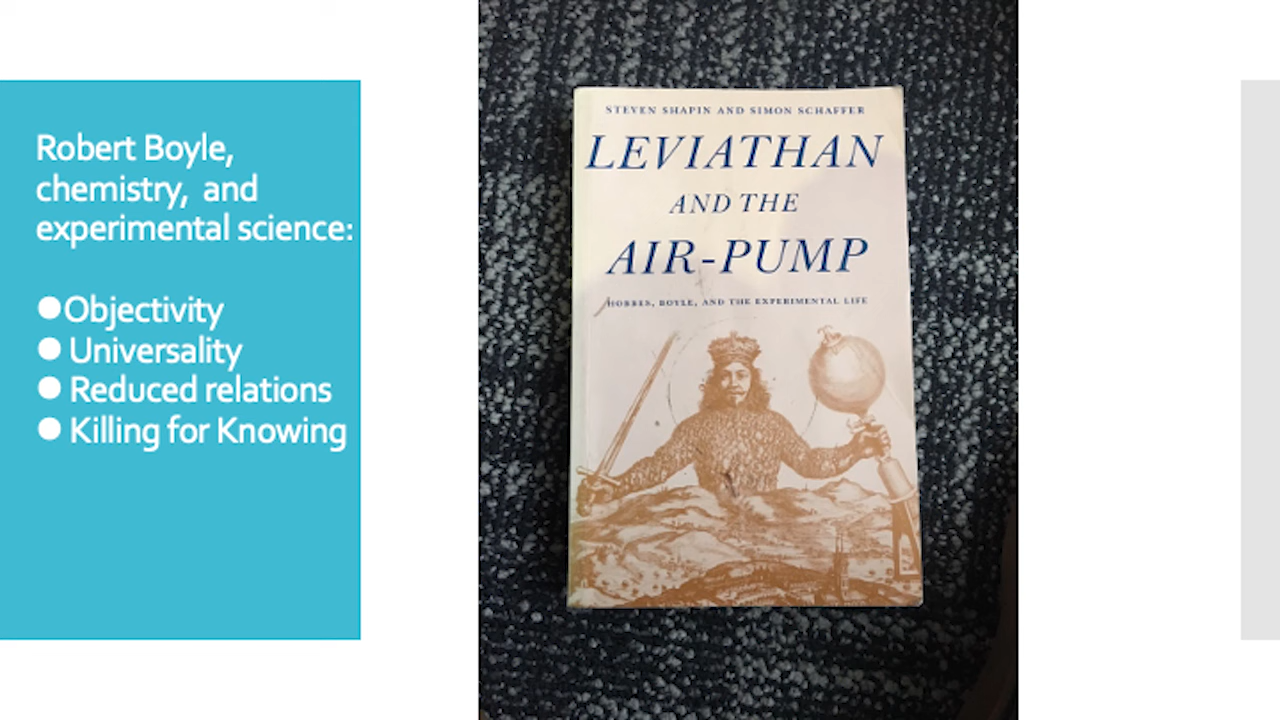 Robert Boyle,
chemistry, and
experimental science:
●Objectivity
● Universality
● Reduced relations
● Killing for Knowing
STEVEN SHAPIN AND SIMON SCHAFFER
LEVIATHAN
AND THE
AIR-PUMP
HOBBES, BOYLE, AND THE EXPERIMENTAL LIFE